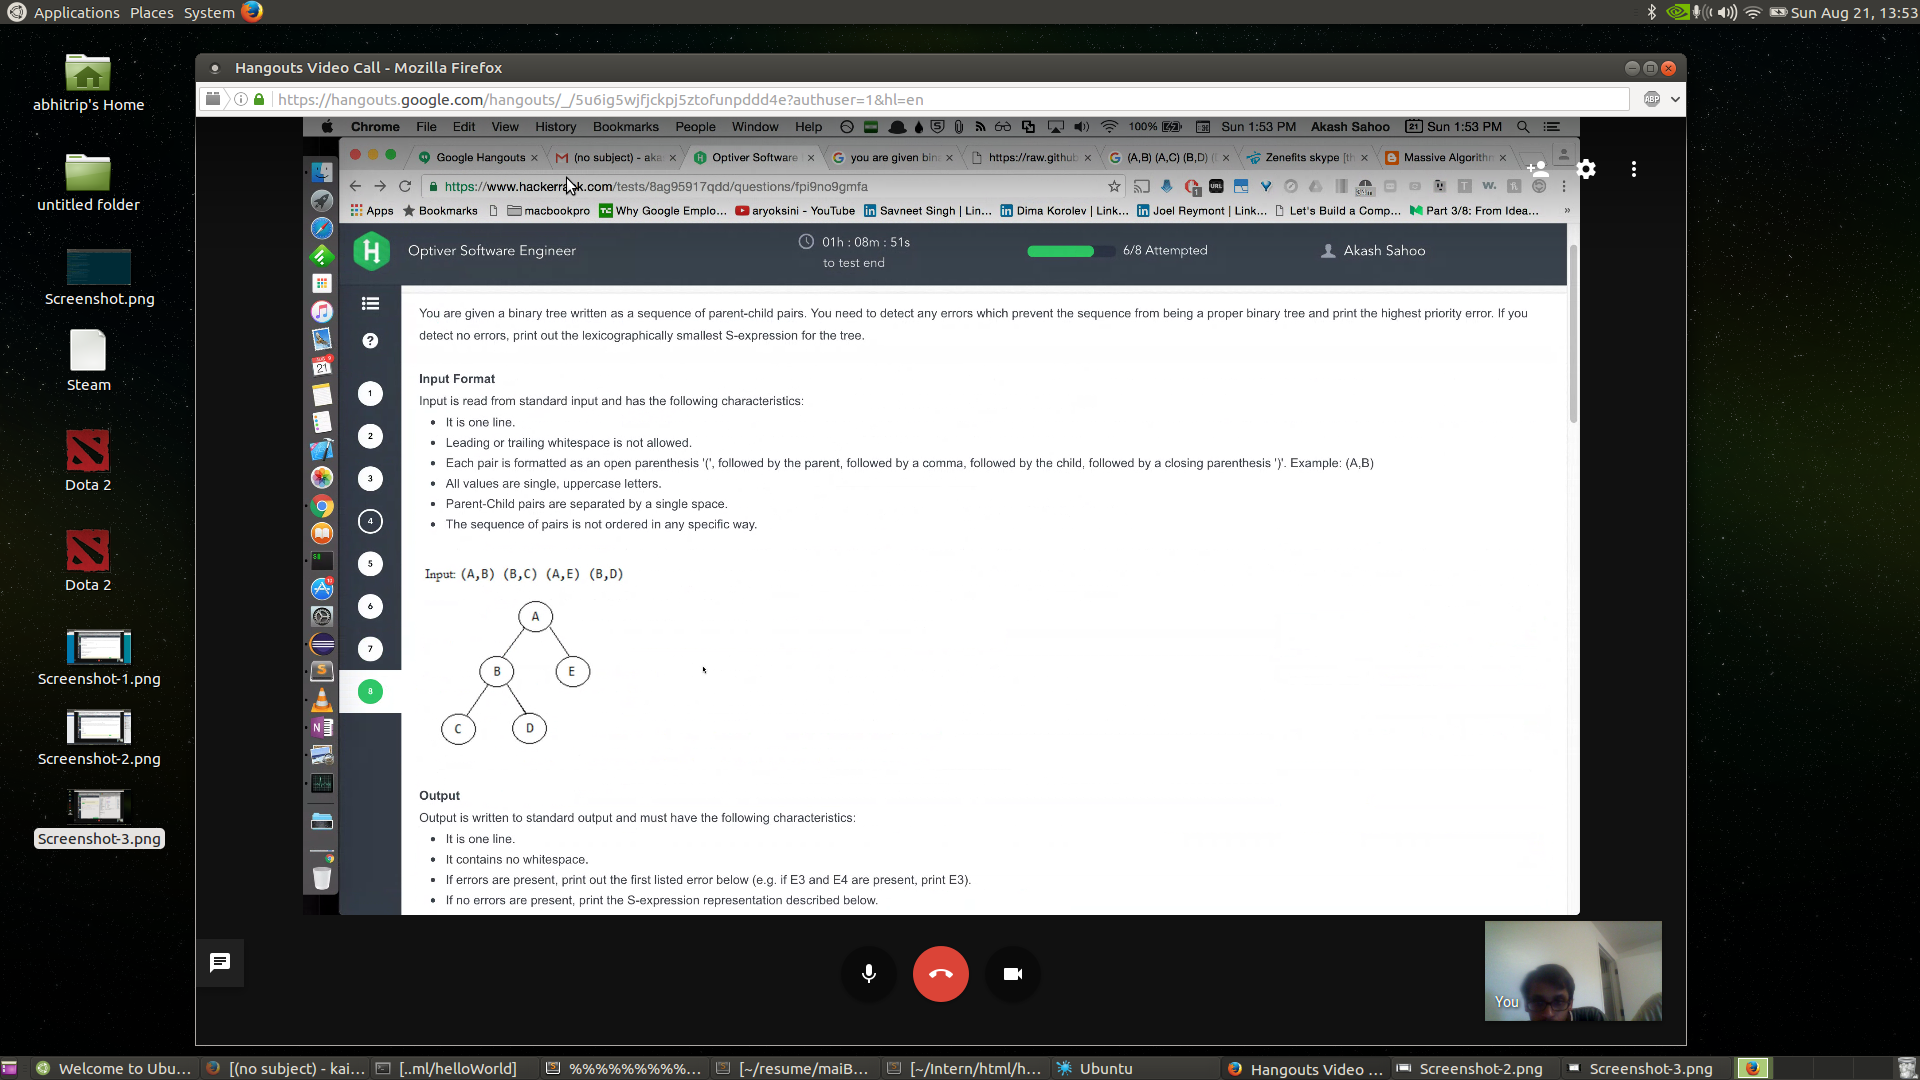 Applications Places System
Sun Aug 21, 13:53
abhitrip's Home
untitled folder
Screenshot.png
Steam
Dota 2
Dota 2
Screenshot-1.png
Screenshot-2.png
Screenshot-3.png
Hangouts Video Call - Mozilla Firefox
https://hangouts.google.com/hangouts/_/5u6ig5wjfjckpj5ztofunpddd4e?authuser=1&hl=en
ABP
Chrome File Edit View History Bookmarks People Window Help
100% Sun 1:53 PM Akash Sahoo 21 Sun 1:53 PM
Google Hangouts
(no subject) - aka
Optiver Software
you are given bin
https://raw.github
(A,B) (A,C) (B,D) (
Zenefits skype [th
Massive Algorithm
https://www.hackerrank.com/tests/8ag95917qdd/questions/fpi9no9gmfa
Apps Bookmarks macbookpro Why Google Emplo... aryoksini - YouTube Savneet Singh | Lin... Dima Korolev | Link... Joel Reymont | Link... Let's Build a Comp... Part 3/8: From Idea... »
Optiver Software Engineer
01h : 08m : 51s
to test end
6/8 Attempted
Akash Sahoo
You are given a binary tree written as a sequence of parent-child pairs. You need to detect any errors which prevent the sequence from being a proper binary tree and print the highest priority error. If you
detect no errors, print out the lexicographically smallest S-expression for the tree.
Input Format
Input is read from standard input and has the following characteristics:
It is one line.
Leading or trailing whitespace is not allowed.
Each pair is formatted as an open parenthesis '(', followed by the parent, followed by a comma, followed by the child, followed by a closing parenthesis ')'. Example: (A,B)
All values are single, uppercase letters.
Parent-Child pairs are separated by a single space.
The sequence of pairs is not ordered in any specific way.
Input: (A,B) (B,C) (A,E) (B,D)
A
B E
C D
Output
Output is written to standard output and must have the following characteristics:
It is one line.
It contains no whitespace.
If errors are present, print out the first listed error below (e.g. if E3 and E4 are present, print E3).
If no errors are present, print the S-expression representation described below.
?
1
2
3
4
5
6
7
8
You
Welcome to Ubu...
[(no subject) - kai...
[..ml/helloWorld]
%%%%%%%%%%...
[~/resume/maiB...
[~/Intern/html/h...
Ubuntu
Hangouts Video ...
Screenshot-2.png
Screenshot-3.png